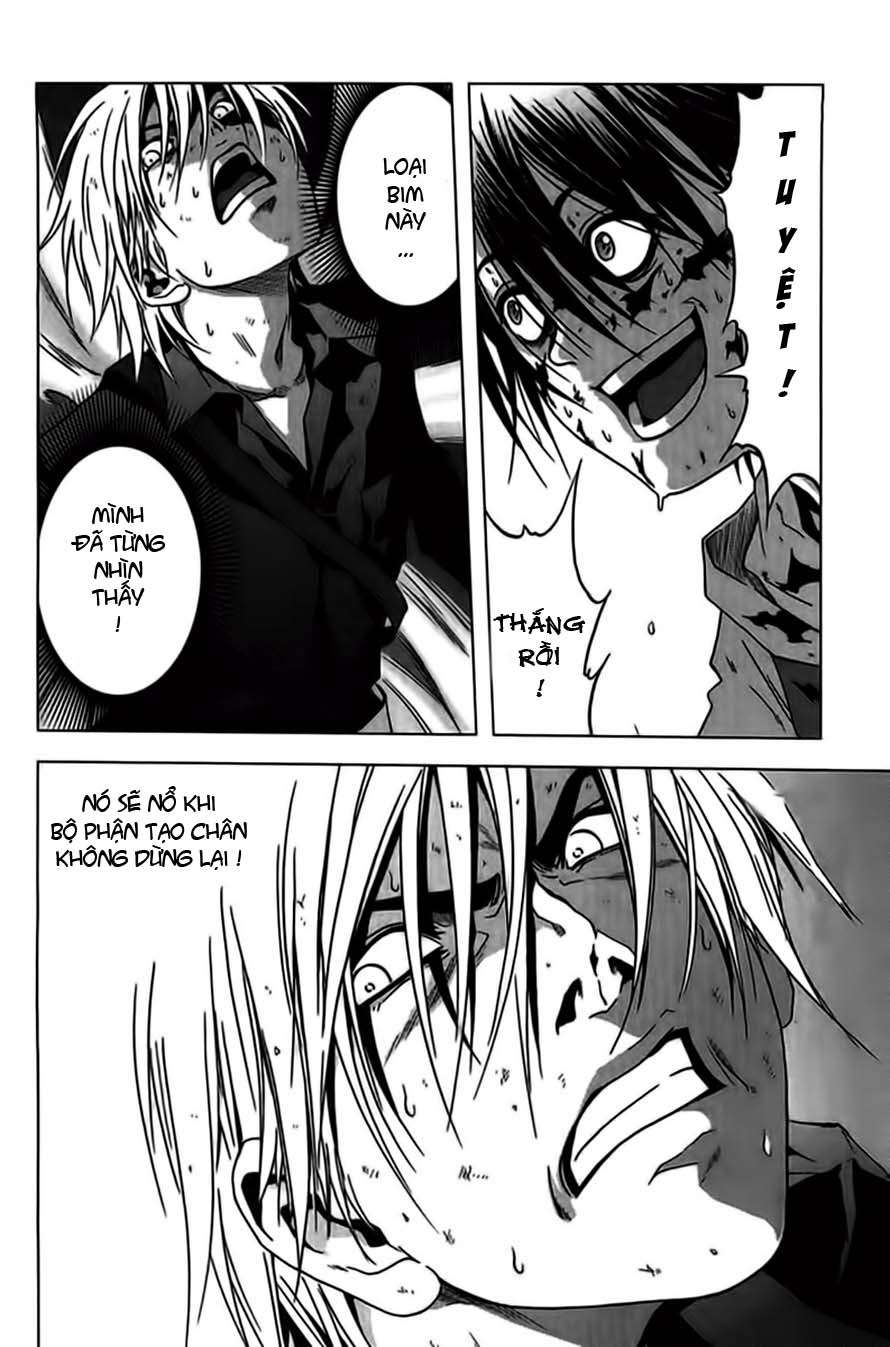 TUYỆT!
THẮNG
RỒI
!
LOẠI
BIM
NÀY
...
MÌNH
ĐÃ TỪNG
NHÌN
THẤY
!
NÓ SẼ NỔ KHI
BỘ PHẬN TẠO CHÂN
KHÔNG DỪNG LẠI !